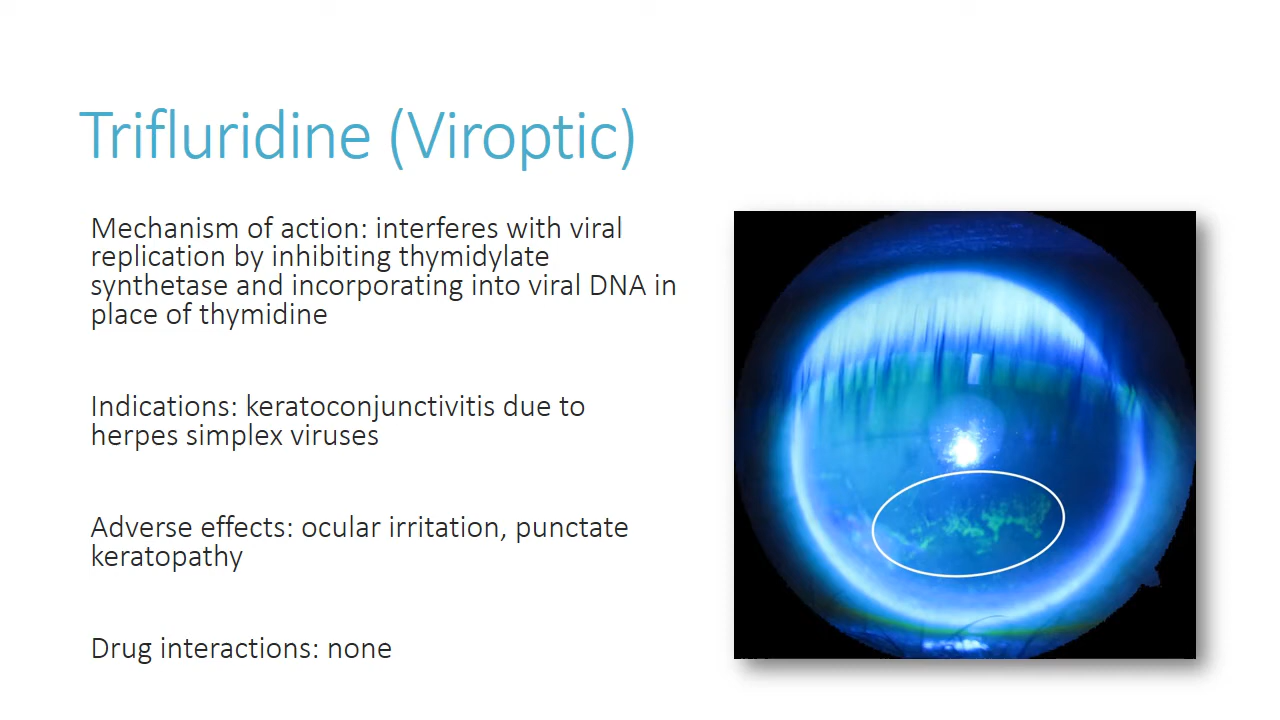 Trifluridine (Viroptic)
Mechanism of action: interferes with viral
replication by inhibiting thymidylate
synthetase and incorporating into viral DNA in
place of thymidine
Indications: keratoconjunctivitis due to
herpes simplex viruses
Adverse effects: ocular irritation, punctate
keratopathy
Drug interactions: none